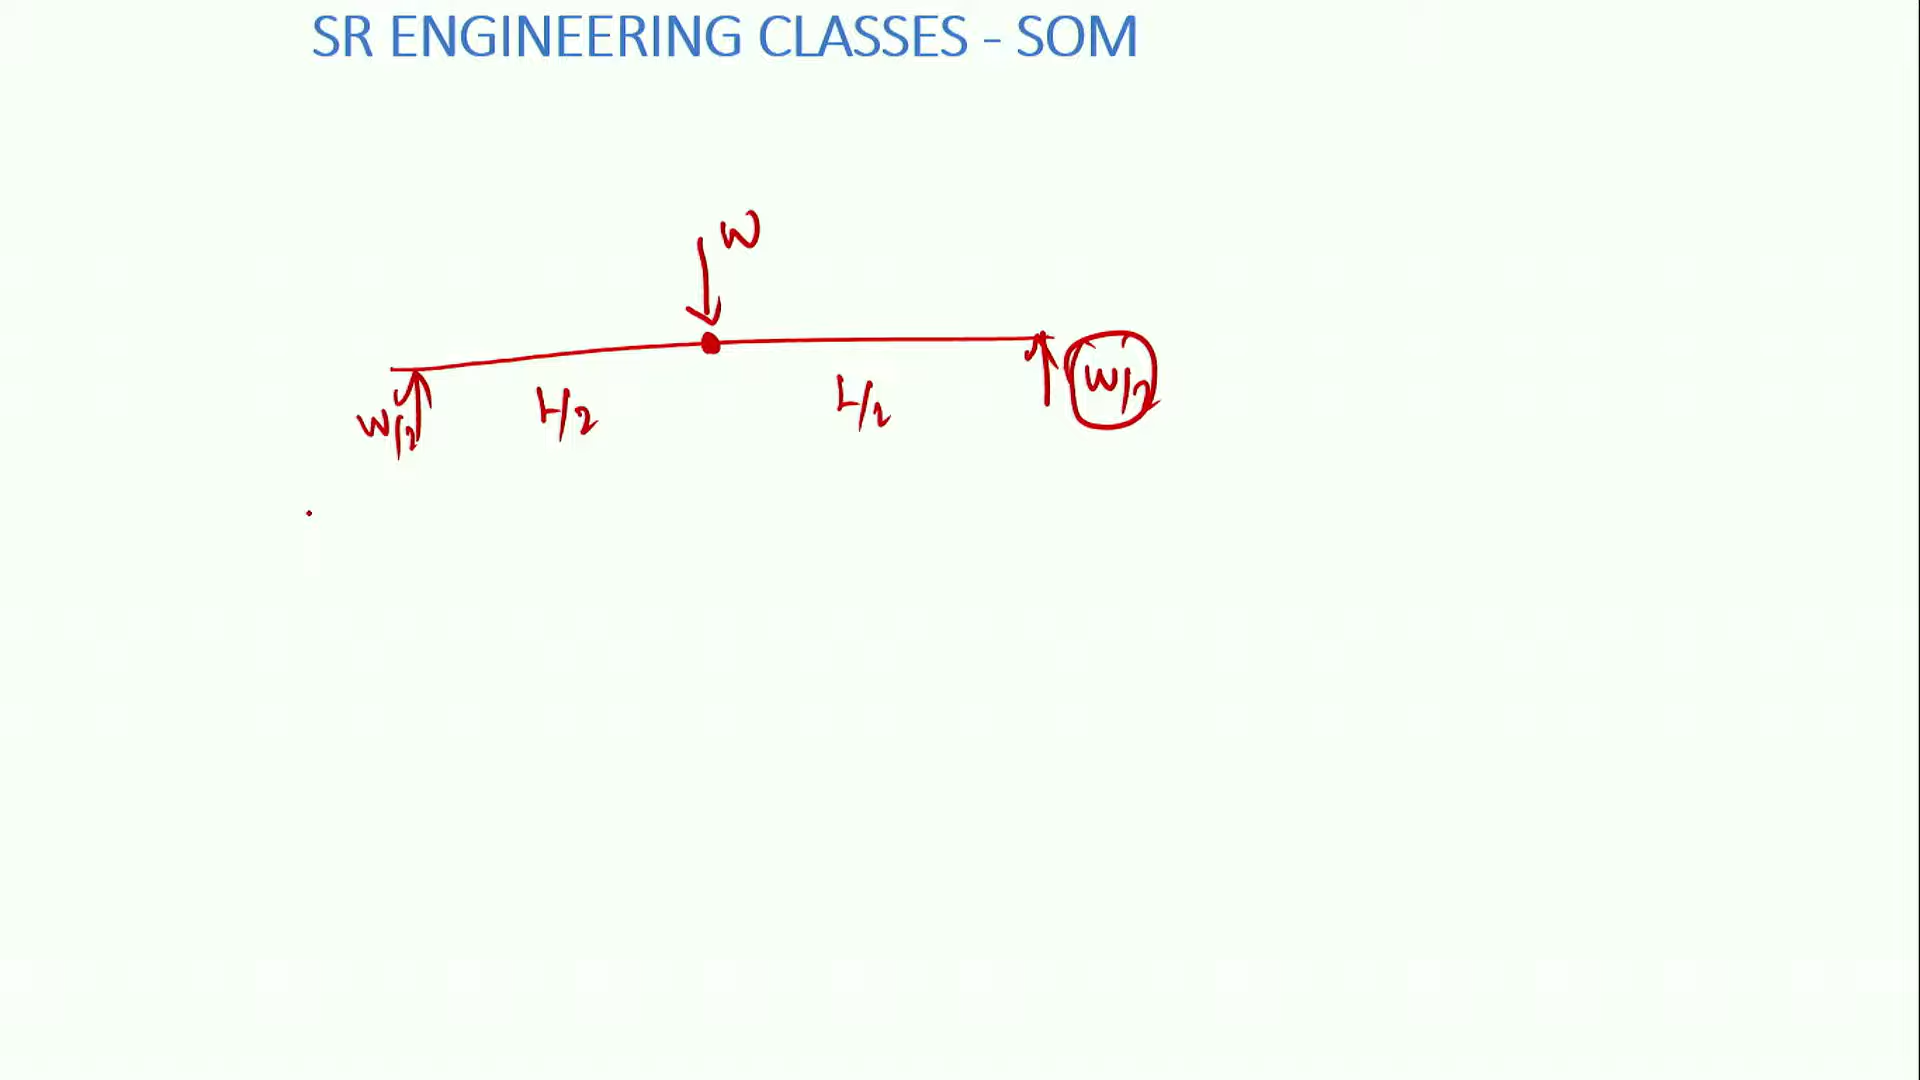 SR ENGINEERING CLASSES - SOM
W
W/2
L/2
L/2
W/2